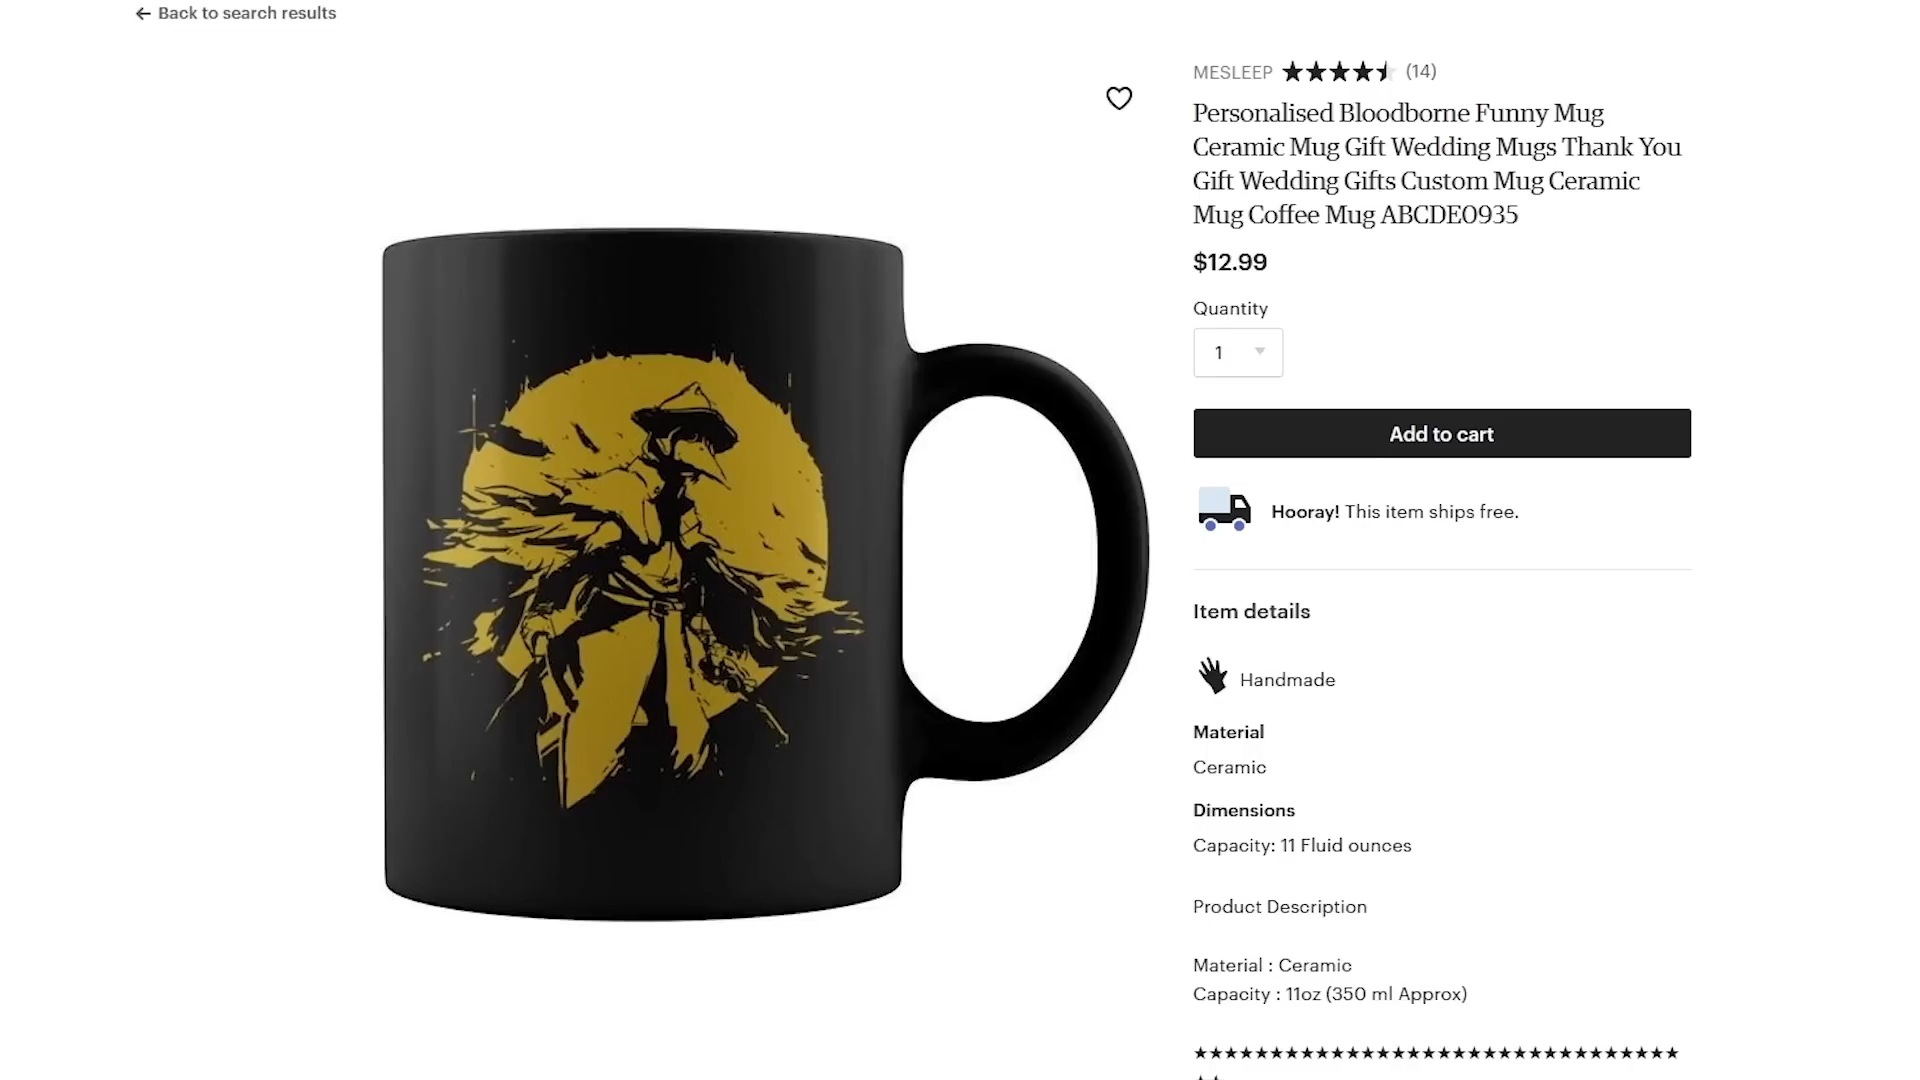 Back to search results
MESLEEP ★★★★★ (14)
Personalised Bloodborne Funny Mug
Ceramic Mug Gift Wedding Mugs Thank You
Gift Wedding Gifts Custom Mug Ceramic
Mug Coffee Mug ABCDE0935
$12.99
Quantity
1
Add to cart
Hooray! This item ships free.
Item details
Handmade
Material
Ceramic
Dimensions
Capacity: 11 Fluid ounces
Product Description
Material : Ceramic
Capacity : 11oz (350 ml Approx)
★★★★★★★★★★★★★★★★★★★★★★★★★★★★★★★★